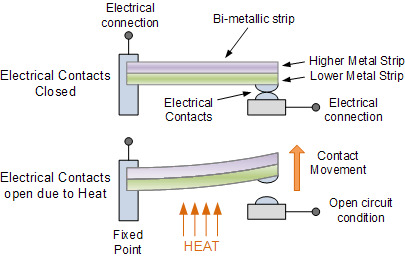 Electrical
connection
Bi-metallic strip
Higher Metal Strip
Lower Metal Strip
Electrical Contacts
Closed
Electrical
Contacts
Electrical
connection
Electrical Contacts
open due to Heat
Contact
Movement
Open circuit
condition
Fixed
Point
HEAT